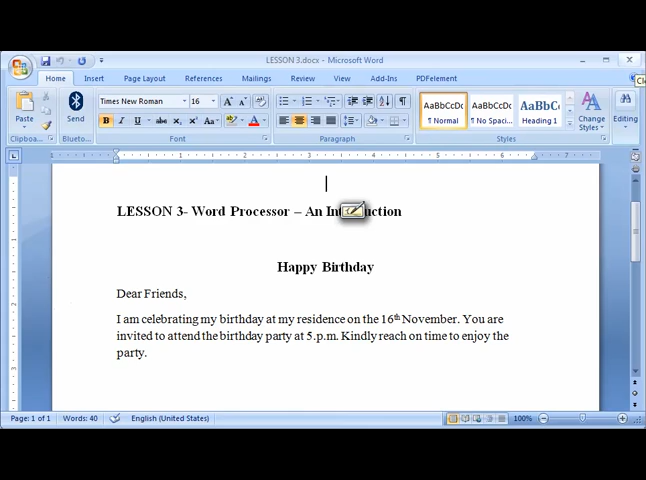 LESSON 3.docx - Microsoft Word
Home Insert Page Layout References Mailings Review View Add-Ins PDFelement
Times New Roman 16
AaBbCcDc AaBbCcDc AaBbC
Paste Send ¶ Normal ¶ No Spaci... Heading 1 Change Styles Editing
Clipboa... Blueto... Font Paragraph Styles
LESSON 3- Word Processor – An Int uction
Happy Birthday
Dear Friends,
I am celebrating my birthday at my residence on the 16th November. You are
invited to attend the birthday party at 5.p.m. Kindly reach on time to enjoy the
party.
Page: 1 of 1 Words: 40 English (United States) 100%